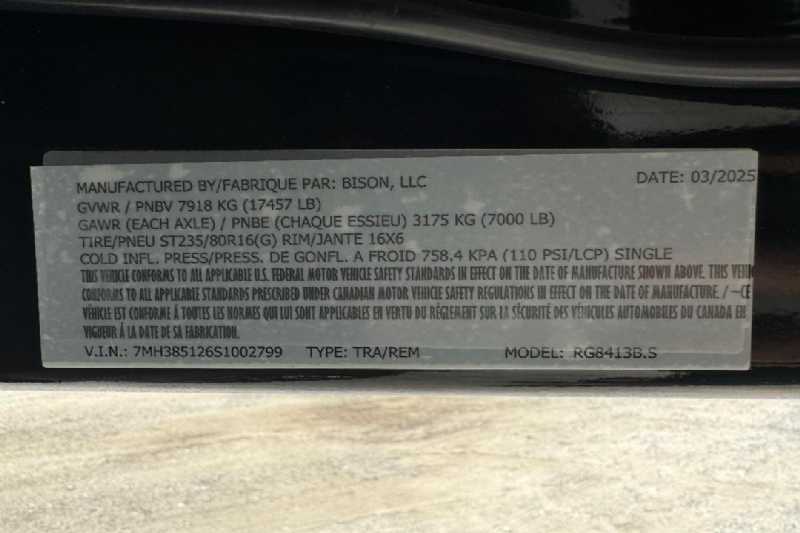 MANUFACTURED BY/FABRIQUE PAR: BISON, LLC DATE: 03/2025
GVWR / PNBV 7918 KG (17457 LB)
GAWR (EACH AXLE) / PNBE (CHAQUE ESSIEU) 3175 KG (7000 LB)
TIRE/PNEU ST235/80R16(G) RIM/JANTE 16X6
COLD INFL. PRESS/PRESS. DE GONFL. A FROID 758.4 KPA (110 PSI/LCP) SINGLE
THIS VEHICLE CONFORMS TO ALL APPLICABLE U.S. FEDERAL MOTOR VEHICLE SAFETY STANDARDS IN EFFECT ON THE DATE OF MANUFACTURE SHOWN ABOVE. THIS VEHIC
CONFORMS TO ALL APPLICABLE STANDARDS PRESCRIBED UNDER CANADIAN MOTOR VEHICLE SAFETY REGULATIONS IN EFFECT ON THE DATE OF MANUFACTURE. / –CE
VÉHICLE EST CONFORME À TOUTES LES NORMES QUI LUI SONT APPLICABLES EN VERTU DU RÉGLEMENT SUR LA SÉCURITÉ DES VÉHICLES AUTOMOBILES DU CANADA EN
VIGUEUR À LA DATE DE SA FABRICATION.
V.I.N.: 7MH385126S1002799 TYPE: TRA/REM MODEL: RG8413B.S